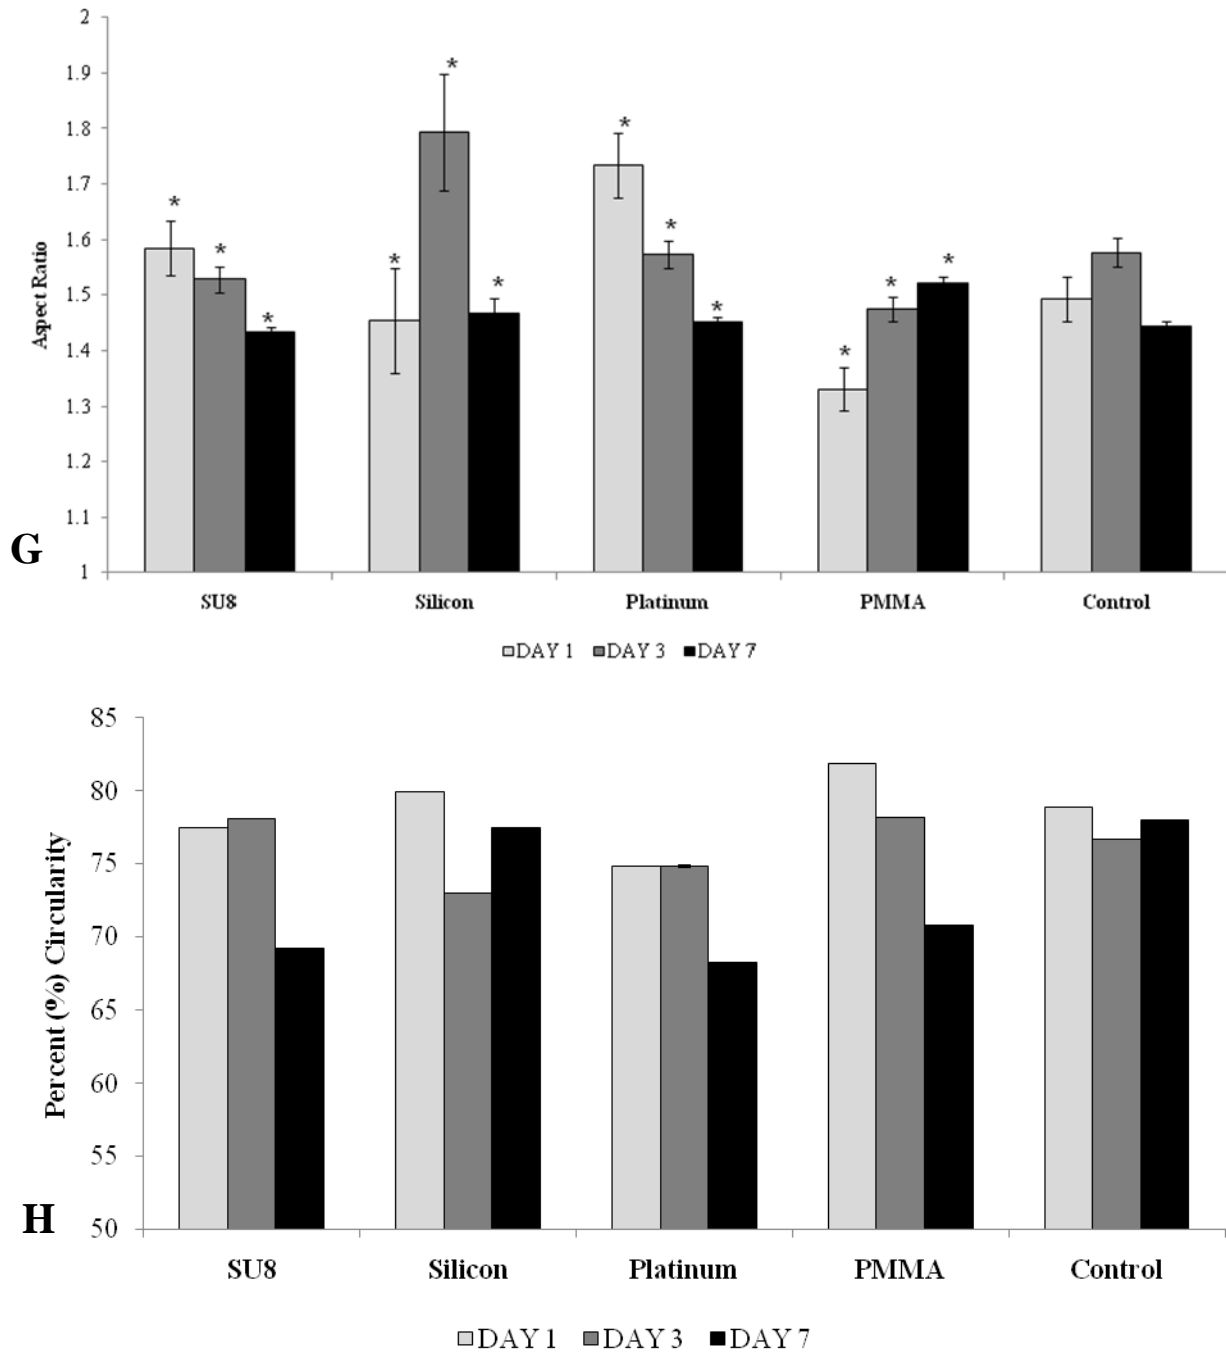 2
1.9
1.8
1.7
1.6
1.5
1.4
1.3
1.2
1.1
1
Aspect Ratio
* * * * * * * * * * * *
G
SU8 Silicon Platinum PMMA Control
DAY 1 DAY 3 DAY 7
85
80
75
70
65
60
55
50
Percent (%) Circularity
H
SU8 Silicon Platinum PMMA Control
DAY 1 DAY 3 DAY 7